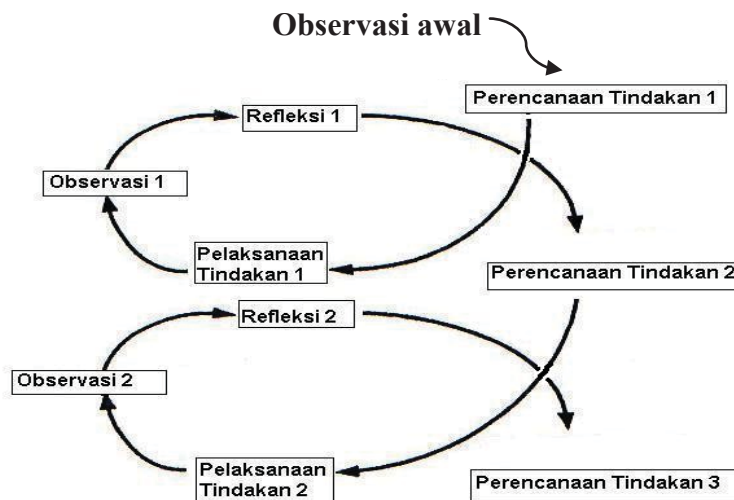 Observasi awal
Perencanaan Tindakan 1
Refleksi 1
Observasi 1
Pelaksanaan
Tindakan 1
Perencanaan Tindakan 2
Refleksi 2
Observasi 2
Pelaksanaan
Tindakan 2
Perencanaan Tindakan 3